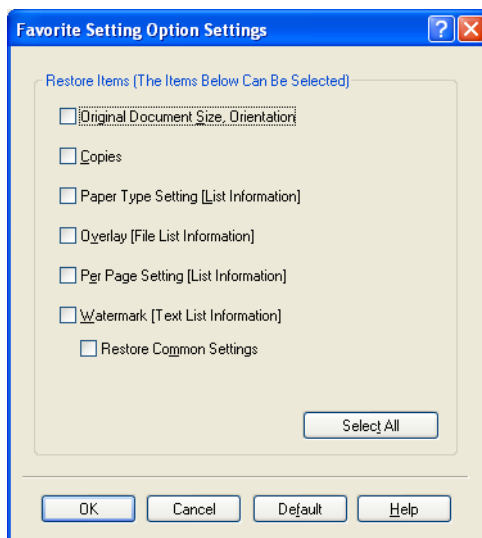 Favorite Setting Option Settings
Restore Items (The Items Below Can Be Selected)
Original Document Size, Orientation
Copies
Paper Type Setting [List Information]
Overlay [File List Information]
Per Page Setting [List Information]
Watermark [Text List Information]
Restore Common Settings
Select All
OK Cancel Default Help